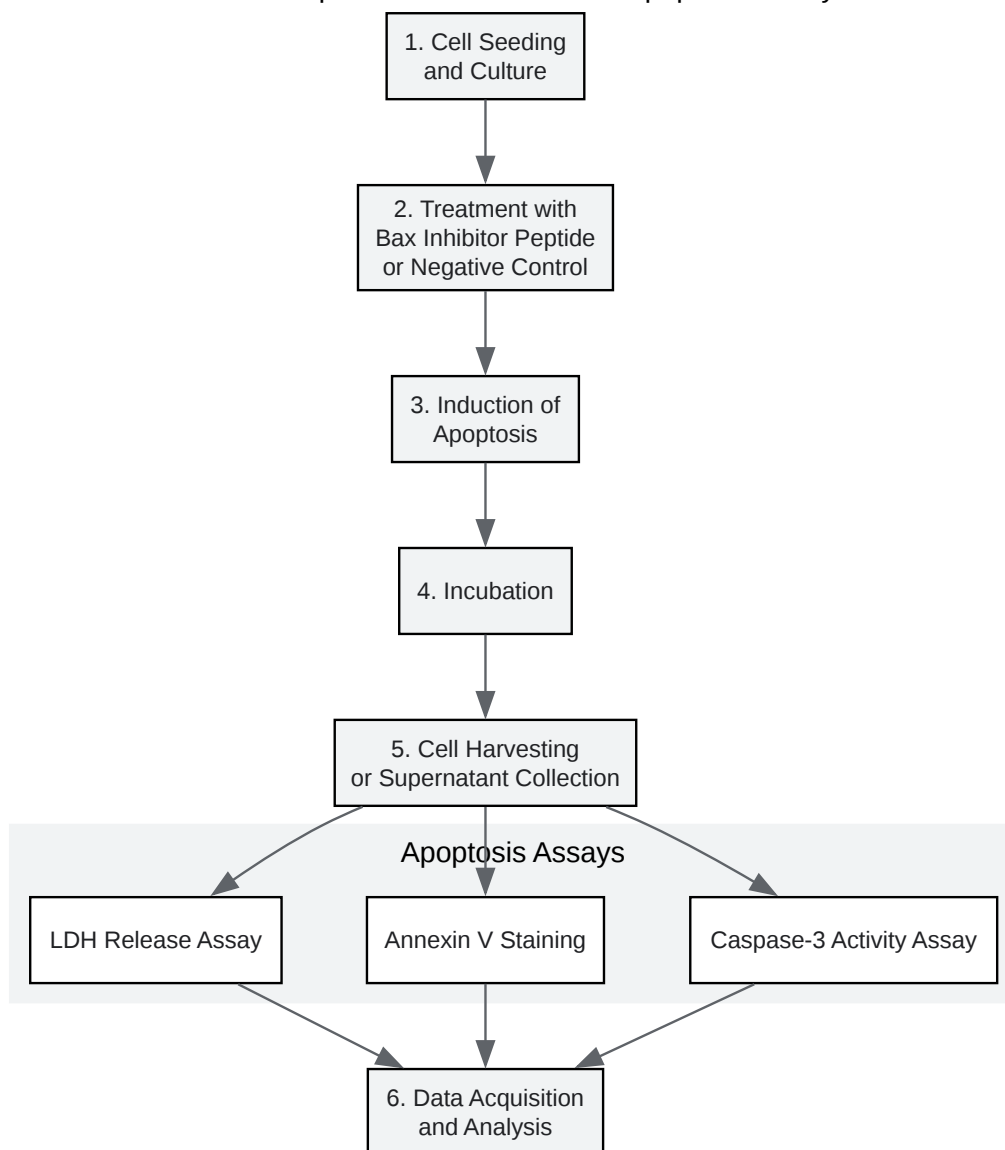 1. Cell Seeding
and Culture
2. Treatment with
Bax Inhibitor Peptide
or Negative Control
3. Induction of
Apoptosis
4. Incubation
5. Cell Harvesting
or Supernatant Collection
Apoptosis Assays
LDH Release Assay
Annexin V Staining
Caspase-3 Activity Assay
6. Data Acquisition
and Analysis